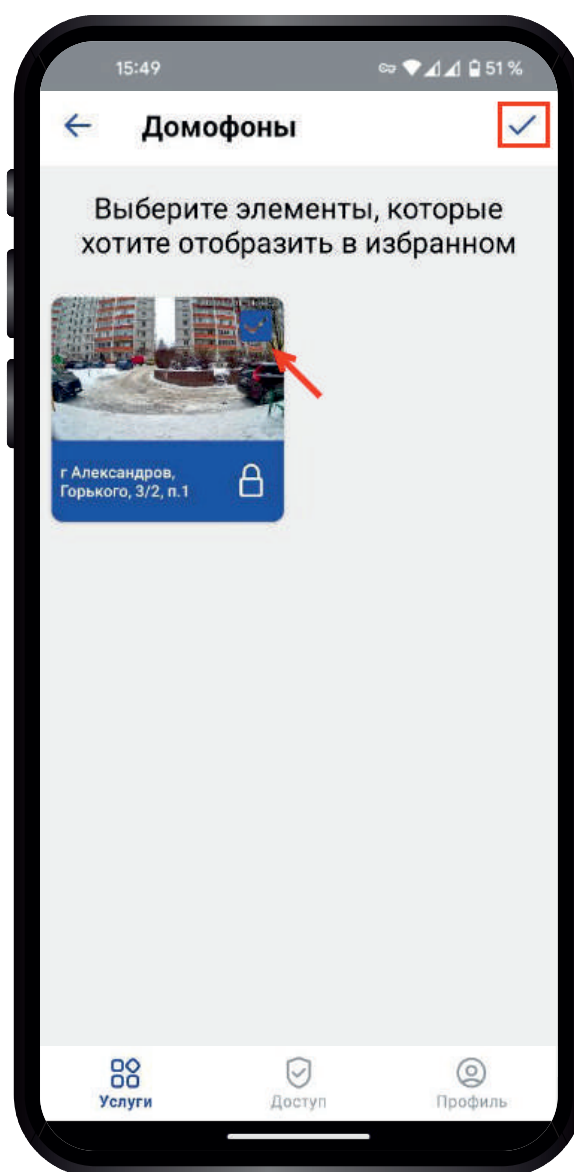 15:49 51 %
Домофоны
Выберите элементы, которые
хотите отобразить в избранном
г Александров,
Горького, 3/2, п.1
Услуги Доступ Профиль